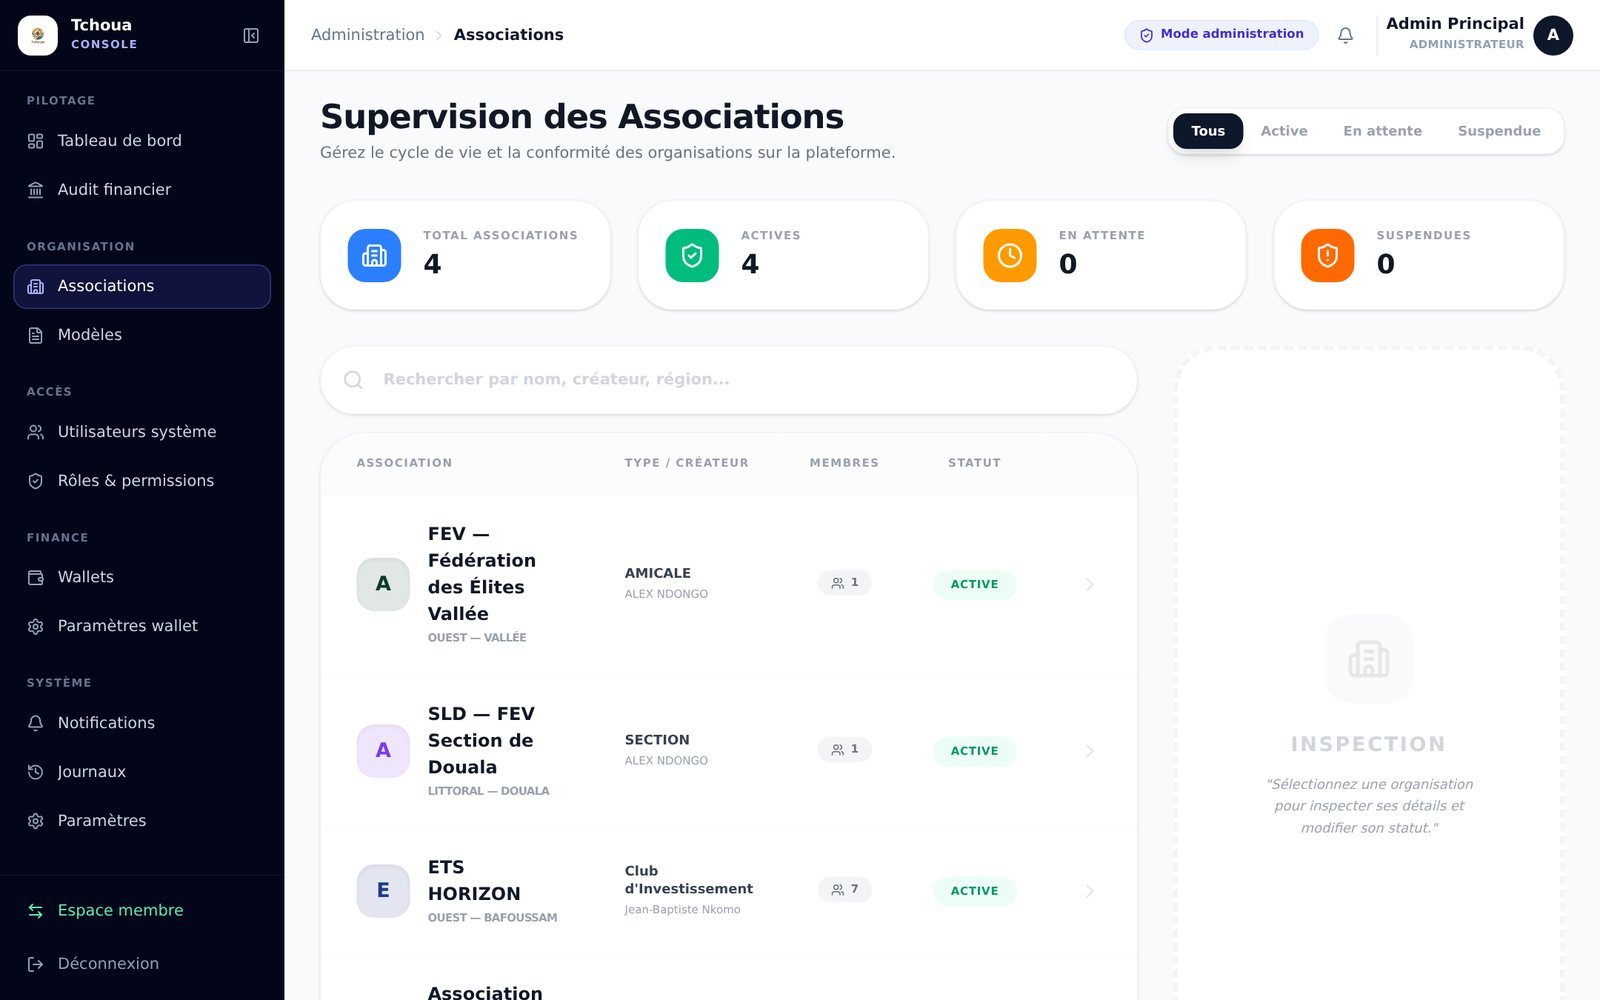 Tchoua
CONSOLE
PILOTAGE
Tableau de bord
Audit financier
ORGANISATION
Associations
Modèles
ACCÈS
Utilisateurs système
Rôles & permissions
FINANCE
Wallets
Paramètres wallet
SYSTÈME
Notifications
Journaux
Paramètres
Espace membre
Déconnexion
Administration
Associations
Mode administration
Admin Principal
ADMINISTRATEUR
A
Supervision des Associations
Gérez le cycle de vie et la conformité des organisations sur la plateforme.
Tous
Active
En attente
Suspendue
TOTAL ASSOCIATIONS
4
ACTIVES
4
EN ATTENTE
0
SUSPENDUES
0
Rechercher par nom, créateur, région...
ASSOCIATION
TYPE / CRÉATEUR
MEMBRES
STATUT
A
FEV —
Fédération
des Élites
Vallée
OUEST — VALLÉE
AMICALE
ALEX NDONGO
1
ACTIVE
A
SLD — FEV
Section de
Douala
LITTORAL — DOUALA
SECTION
ALEX NDONGO
1
ACTIVE
E
ETS
HORIZON
OUEST — BAFOUSSAM
Club
d'Investissement
Jean-Baptiste Nkomo
7
ACTIVE
Association
INSPECTION
"Sélectionnez une organisation
pour inspecter ses détails et
modifier son statut."